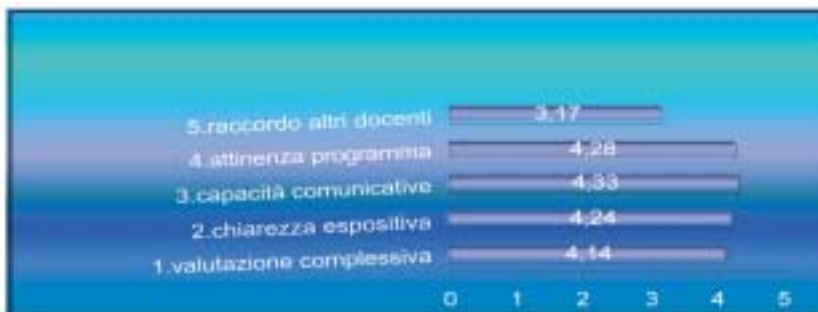 5.raccordo altri docenti 3,17
4.attinenza programma 4,28
3.capacità comunicative 4,33
2.chiarezza espositiva 4,24
1.valutazione complessiva 4,14
0 1 2 3 4 5